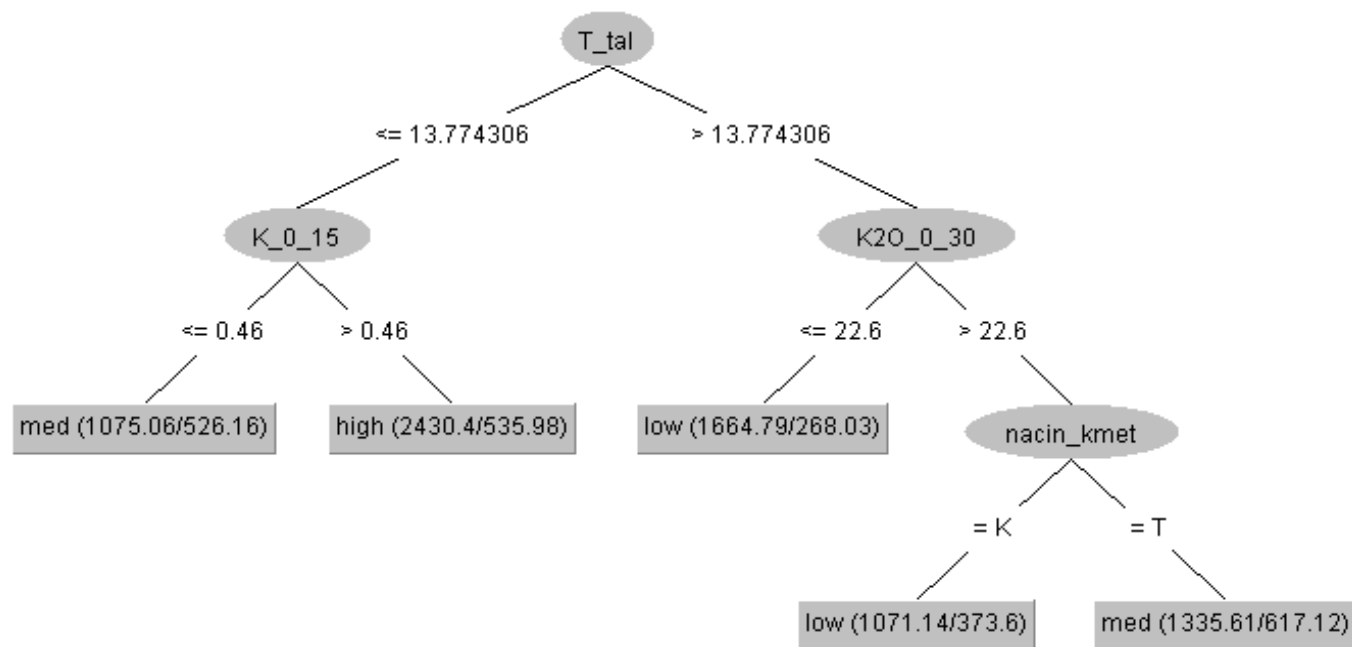 T_tal
<= 13.774306
> 13.774306
K_0_15
K2O_0_30
<= 0.46
> 0.46
<= 22.6
> 22.6
med (1075.06/526.16)
high (2430.4/535.98)
low (1664.79/268.03)
nacin_kmet
= K
= T
low (1071.14/373.6)
med (1335.61/617.12)